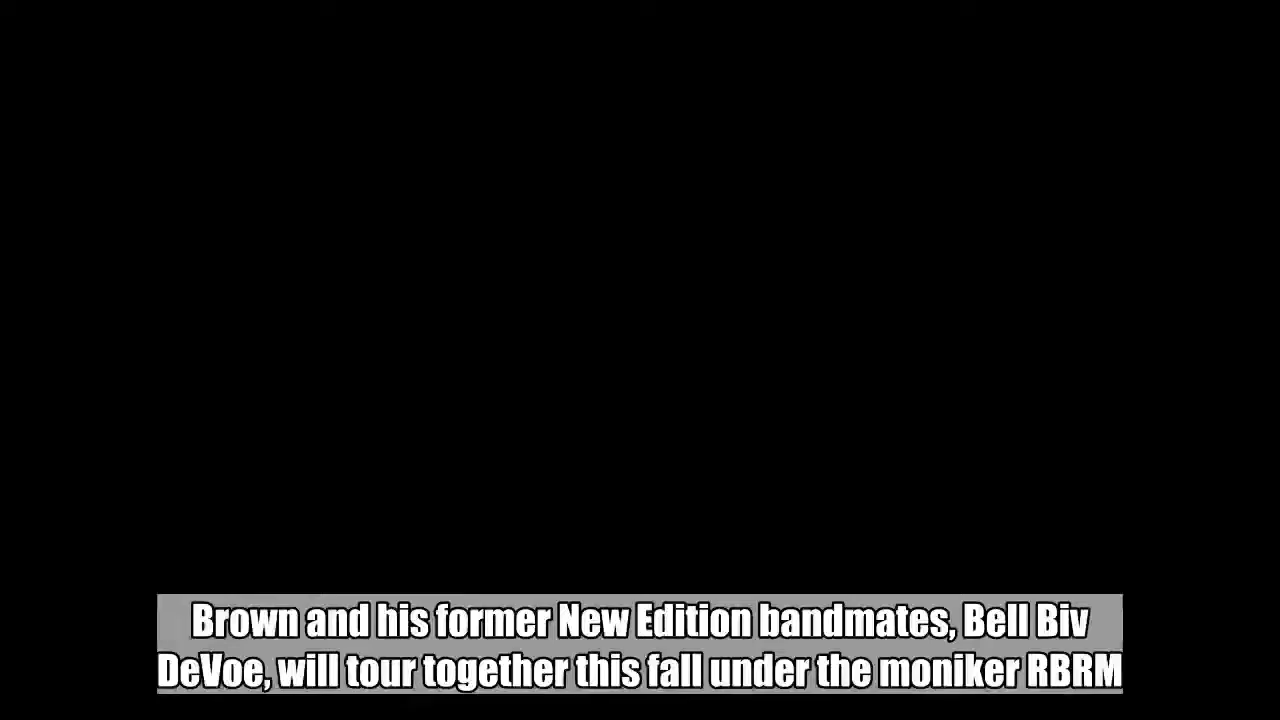 Brown and his former New Edition bandmates, Bell Biv
DeVoe, will tour together this fall under the moniker RBRM